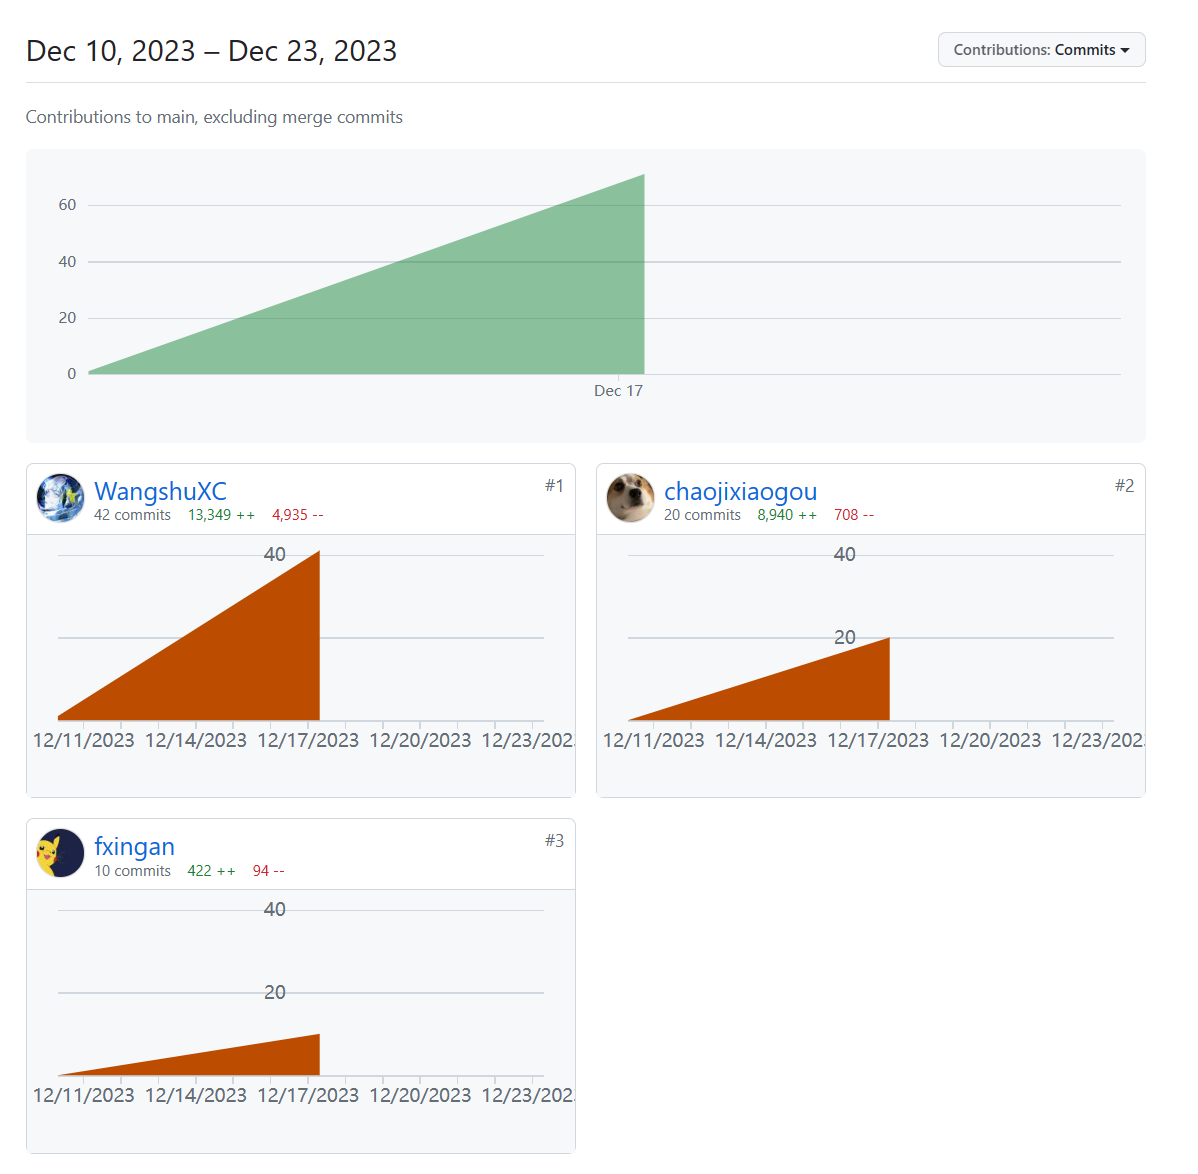 Dec 10, 2023 – Dec 23, 2023
Contributions: Commits
Contributions to main, excluding merge commits
60
40
20
0
Dec 17
WangshuXC
#1
42 commits 13,349 ++ 4,935 --
40
12/11/2023 12/14/2023 12/17/2023 12/20/2023 12/23/202
chaojixiaogou
#2
20 commits 8,940 ++ 708 --
40
20
12/11/2023 12/14/2023 12/17/2023 12/20/2023 12/23/202
fxingan
#3
10 commits 422 ++ 94 --
40
20
12/11/2023 12/14/2023 12/17/2023 12/20/2023 12/23/202